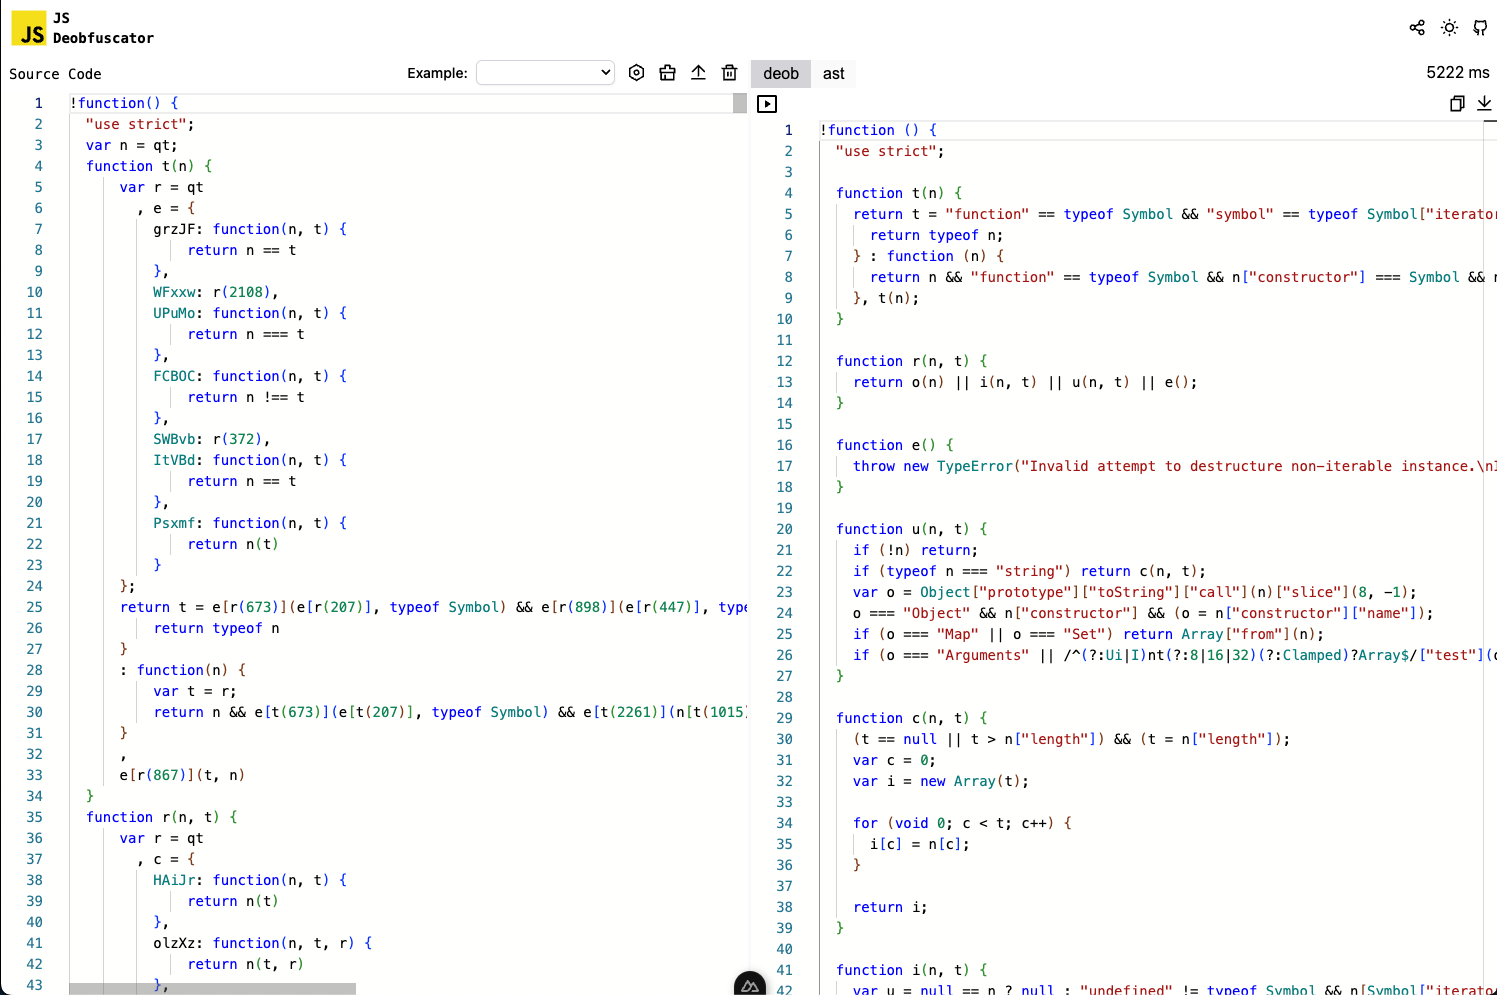 JS
JS
Deobfuscator
Source Code
Example:
deob
ast
5222 ms
1 !function() {
2 "use strict";
3 var n = qt;
4 function t(n) {
5 var r = qt
6 , e = {
7 grzJF: function(n, t) {
8 return n == t
9 },
10 WFxxw: r(2108),
11 UPuMo: function(n, t) {
12 return n === t
13 },
14 FCBOC: function(n, t) {
15 return n !== t
16 },
17 SWBvb: r(372),
18 ItVBd: function(n, t) {
19 return n == t
20 },
21 Psxmf: function(n, t) {
22 return n(t)
23 }
24 };
25 return t = e[r(673)](e[r(207)], typeof Symbol) && e[r(898)](e[r(447)], type
26 return typeof n
27 }
28 : function(n) {
29 var t = r;
30 return n && e[t(673)](e[t(207)], typeof Symbol) && e[t(2261)](n[t(1015)
31 }
32 ,
33 e[r(867)](t, n)
34 }
35 function r(n, t) {
36 var r = qt
37 , c = {
38 HAiJr: function(n, t) {
39 return n(t)
40 },
41 olzXz: function(n, t, r) {
42 return n(t, r)
43 },
1 !function () {
2 "use strict";
3
4 function t(n) {
5 return t = "function" == typeof Symbol && "symbol" == typeof Symbol["iterator
6 return typeof n;
7 } : function (n) {
8 return n && "function" == typeof Symbol && n["constructor"] === Symbol && n
9 }, t(n);
10 }
11
12 function r(n, t) {
13 return o(n) || i(n, t) || u(n, t) || e();
14 }
15
16 function e() {
17 throw new TypeError("Invalid attempt to destructure non-iterable instance.\nI
18 }
19
20 function u(n, t) {
21 if (!n) return;
22 if (typeof n === "string") return c(n, t);
23 var o = Object["prototype"]["toString"]["call"](n)["slice"](8, -1);
24 o === "Object" && n["constructor"] && (o = n["constructor"]["name"]);
25 if (o === "Map" || o === "Set") return Array["from"](n);
26 if (o === "Arguments" || /^(?:Ui|I)nt(?:8|16|32)(?:Clamped)?Array$/["test"](o
27 }
28
29 function c(n, t) {
30 (t == null || t > n["length"]) && (t = n["length"]);
31 var c = 0;
32 var i = new Array(t);
33
34 for (void 0; c < t; c++) {
35 i[c] = n[c];
36 }
37
38 return i;
39 }
40
41 function i(n, t) {
42 var u = null == n ? null : "undefined" != typeof Symbol && n[Symbol["iterato